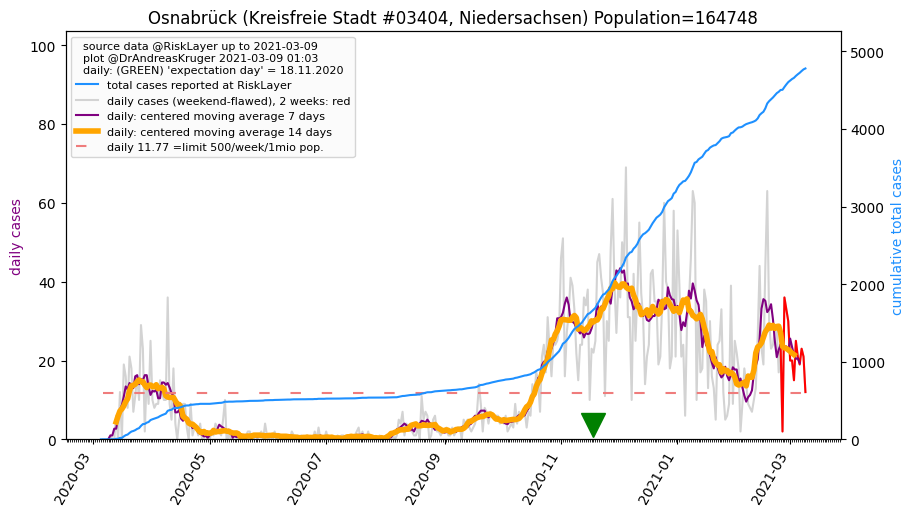 Osnabrück (Kreisfreie Stadt #03404, Niedersachsen) Population=164748
source data @RiskLayer up to 2021-03-09
plot @DrAndreasKruger 2021-03-09 01:03
daily: (GREEN) 'expectation day' = 18.11.2020
total cases reported at RiskLayer
daily cases (weekend-flawed), 2 weeks: red
daily: centered moving average 7 days
daily: centered moving average 14 days
daily 11.77 =limit 500/week/1mio pop.
daily cases
100
80
60
40
20
0
cumulative total cases
5000
4000
3000
2000
1000
0
2020-03
2020-05
2020-07
2020-09
2020-11
2021-01
2021-03